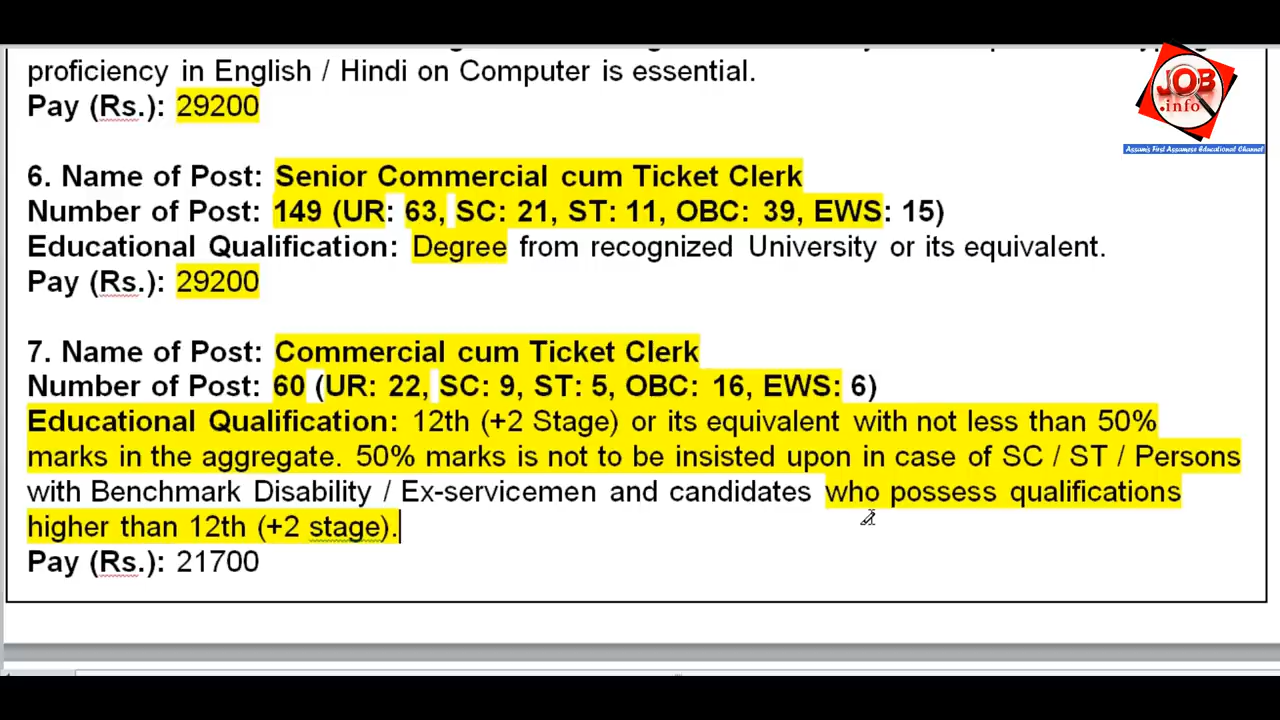 proficiency in English / Hindi on Computer is essential.
Pay (Rs.): 29200
JOB
.info
Assam's First Assamese Educational Channel
6. Name of Post: Senior Commercial cum Ticket Clerk
Number of Post: 149 (UR: 63, SC: 21, ST: 11, OBC: 39, EWS: 15)
Educational Qualification: Degree from recognized University or its equivalent.
Pay (Rs.): 29200
7. Name of Post: Commercial cum Ticket Clerk
Number of Post: 60 (UR: 22, SC: 9, ST: 5, OBC: 16, EWS: 6)
Educational Qualification: 12th (+2 Stage) or its equivalent with not less than 50%
marks in the aggregate. 50% marks is not to be insisted upon in case of SC / ST / Persons
with Benchmark Disability / Ex-servicemen and candidates who possess qualifications
higher than 12th (+2 stage).
Pay (Rs.): 21700